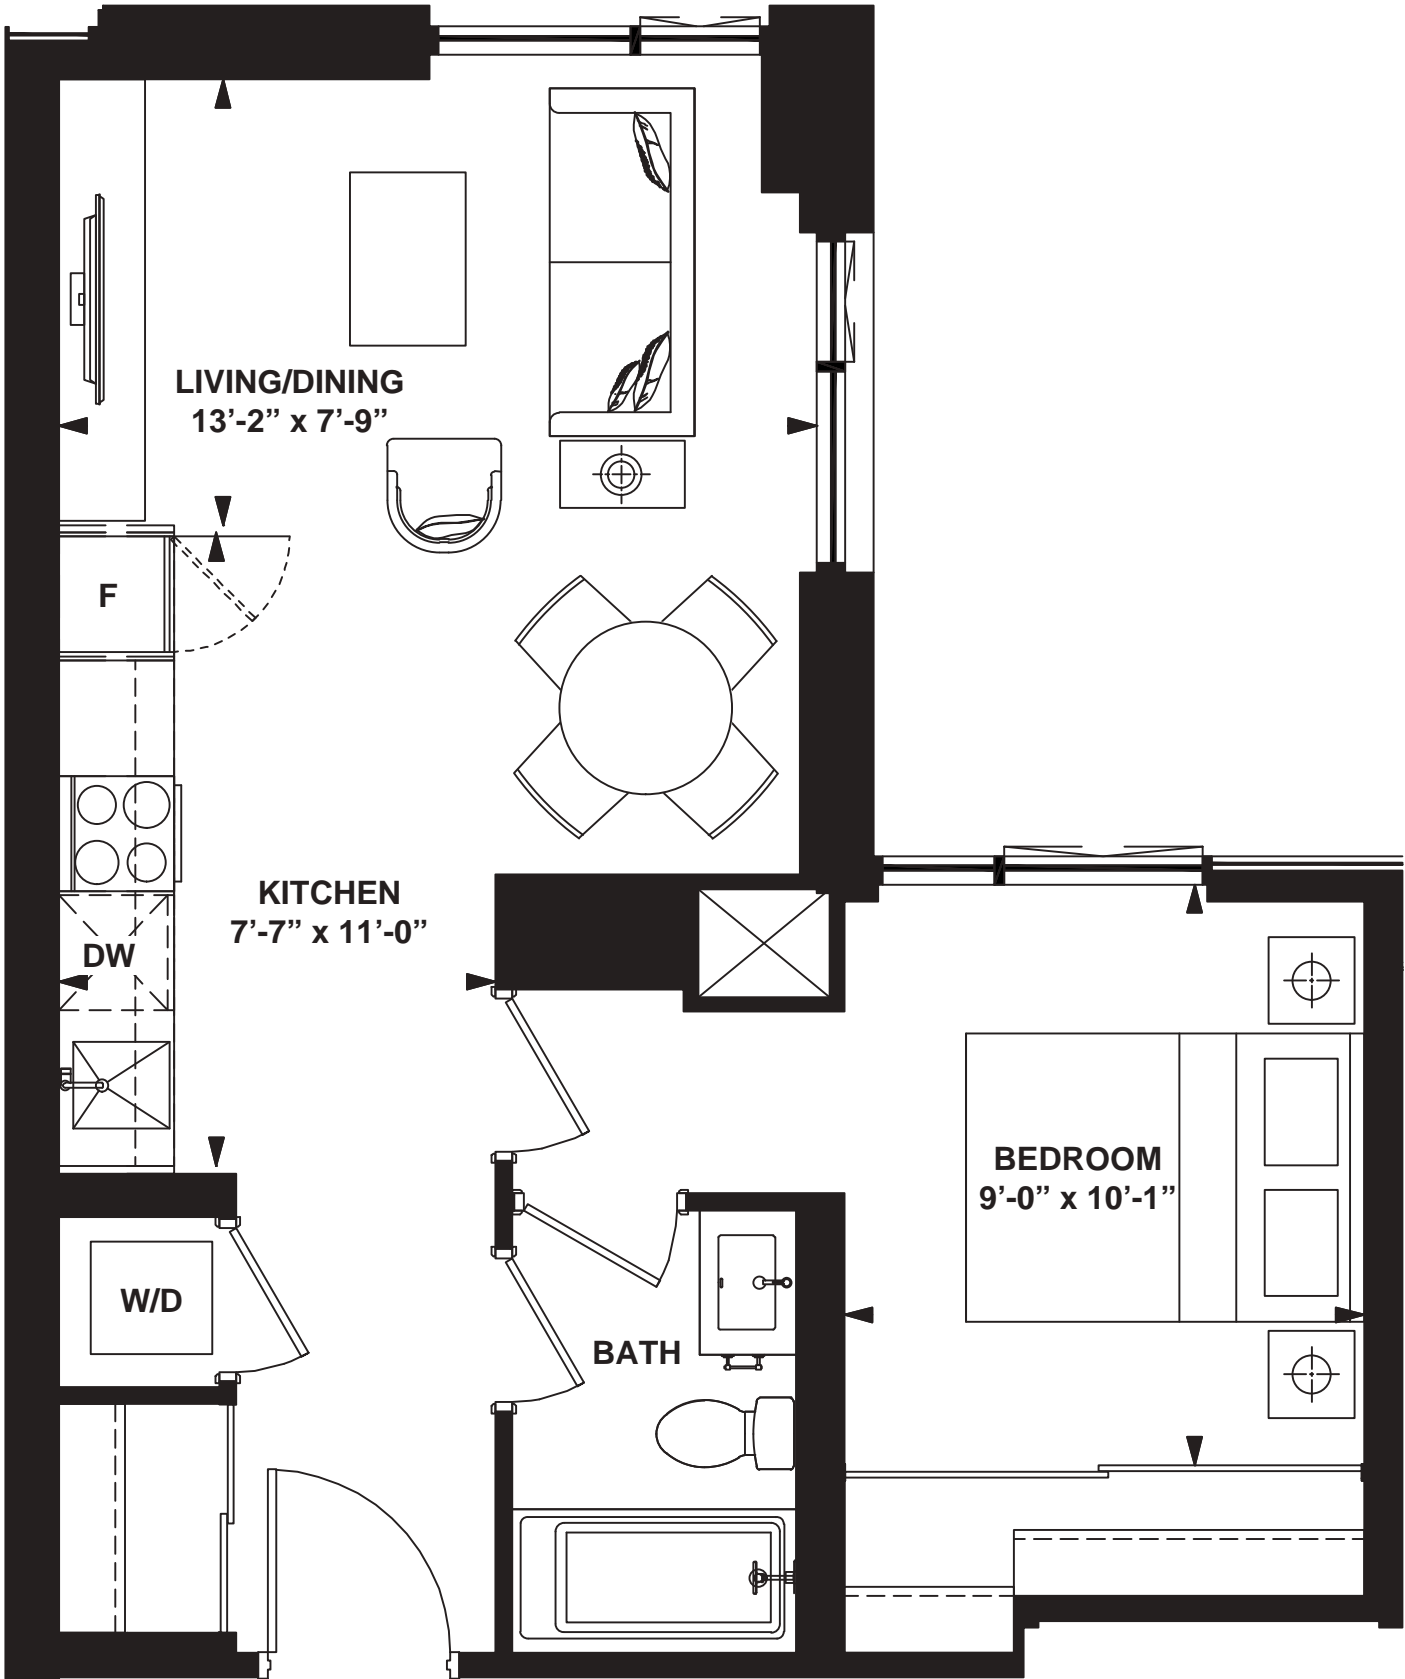 LIVING/DINING
13’-2” x 7’-9”
F
KITCHEN
7’-7” x 11’-0”
DW
BEDROOM
9’-0” x 10’-1”
W/D
BATH